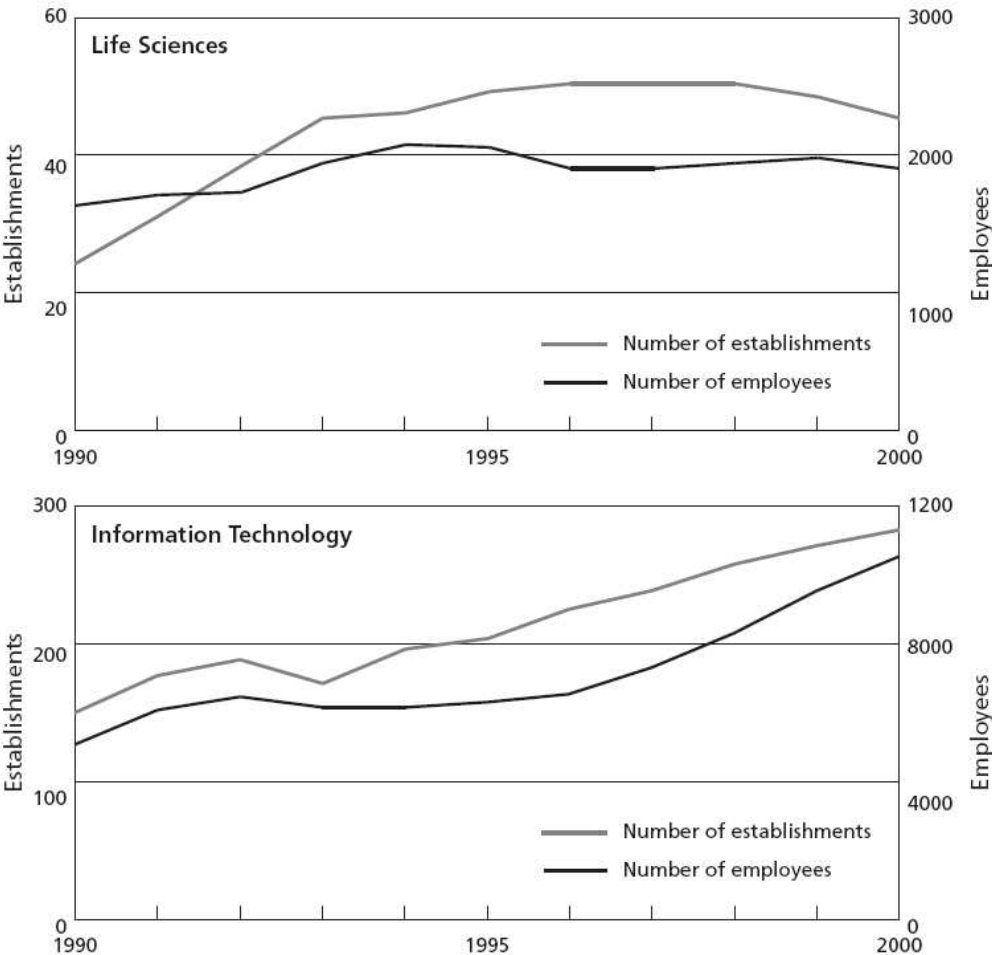 60
3000
Life Sciences
40
2000
Establishments
Employees
20
1000
Number of establishments
Number of employees
0
0
1990
1995
2000
300
1200
Information Technology
200
8000
Establishments
Employees
100
4000
Number of establishments
Number of employees
0
0
1990
1995
2000